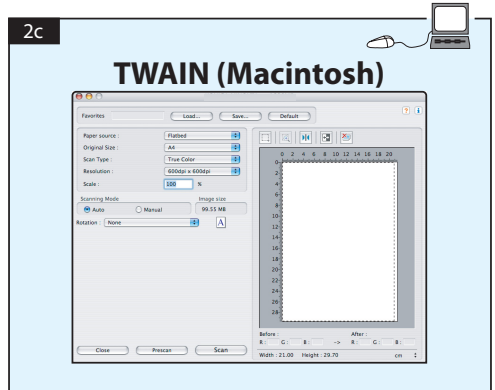 2c
TWAIN (Macintosh)
Favorites Load... Save... Default ? i
Paper source : Flatbed
Original Size : A4
Scan Type : True Color
Resolution : 600dpi x 600dpi
Scale : 100 %
Scanning Mode Image size
Auto Manual 99.55 MB
Rotation : None A
0 2 4 6 8 10 12 14 16 18 20
0
2
4
6
8
10
12
14
16
18
20
22
24
26
28
Before : After :
R : G : B : -> R : G : B :
Width : 21.00 Height : 29.70 cm
Close Prescan Scan